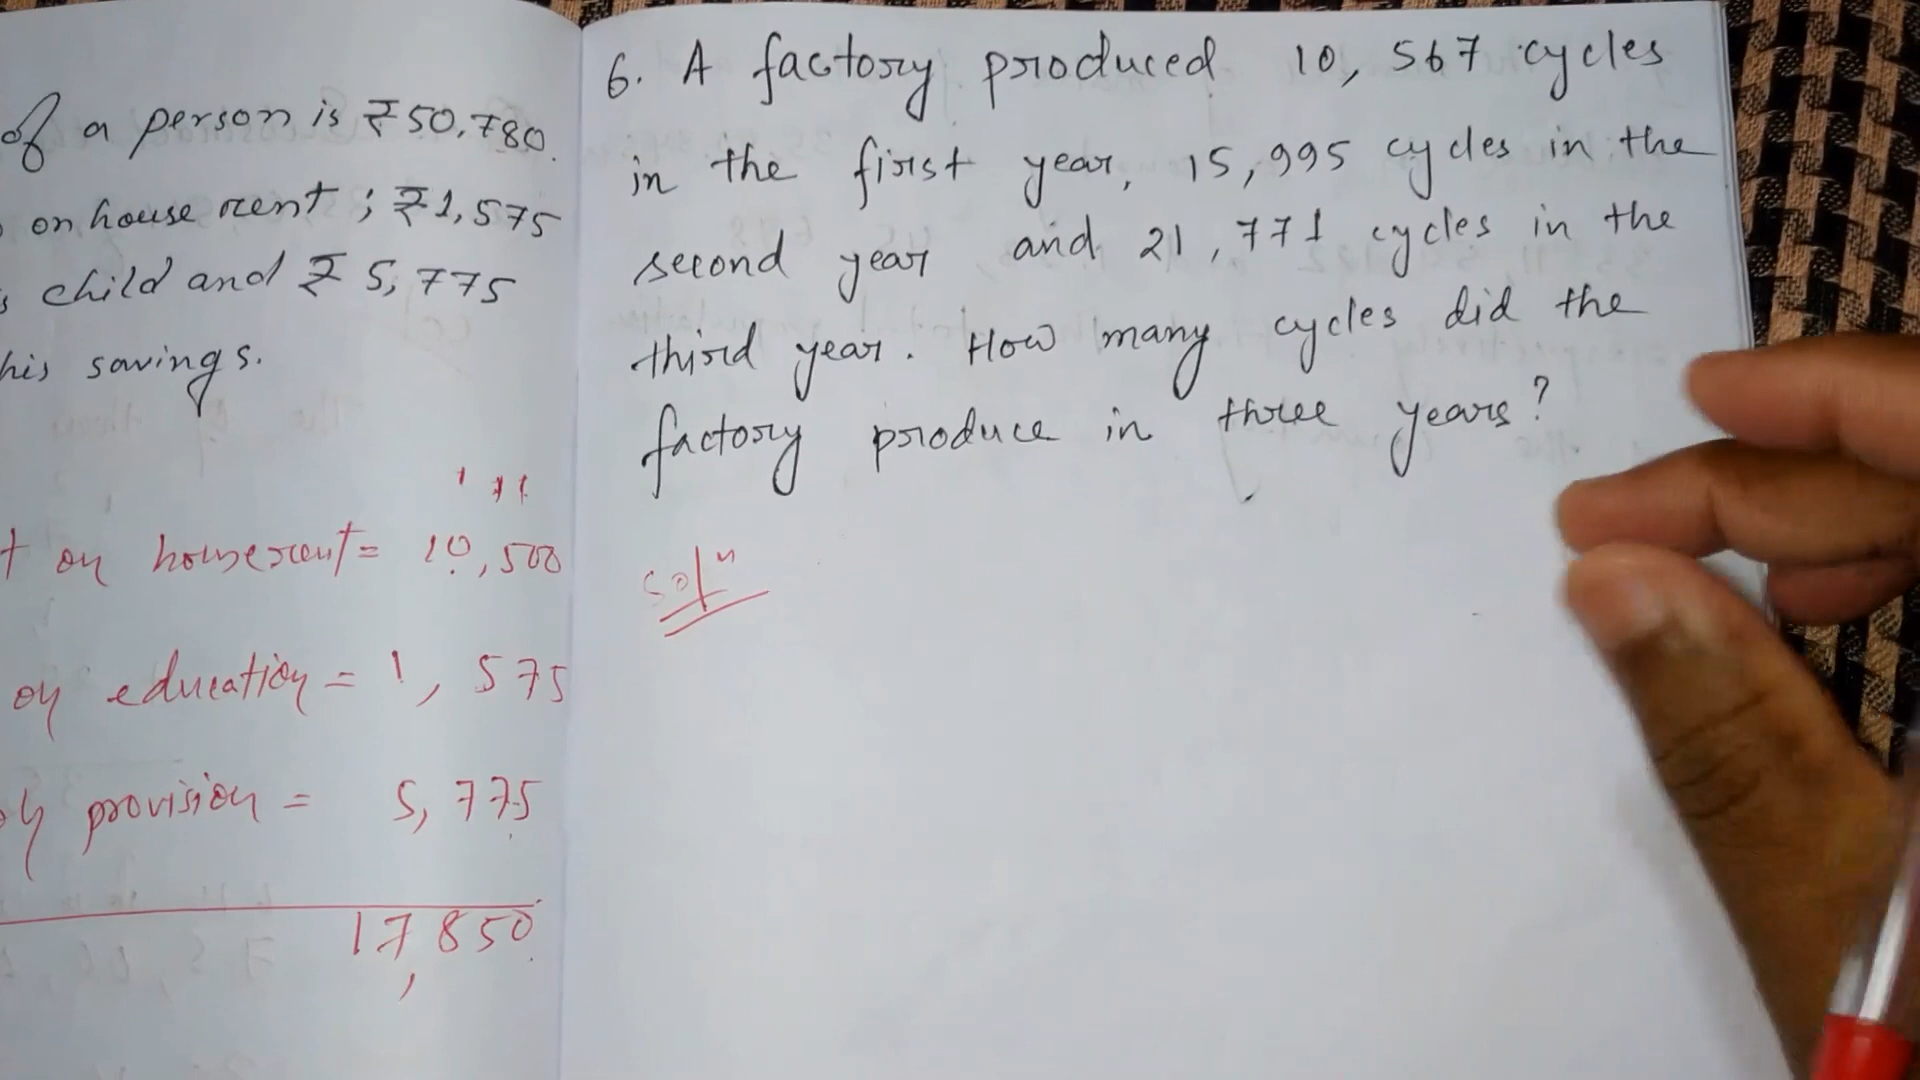 of a person is ₹50,780.
on house rent ; ₹1,575
child and ₹ 5,775
his savings.
on houserent = 10,500
on education = 1,575
provision = 5,775
17,850
6. A factory produced 10,567 cycles
in the first year, 15,995 cycles in the
second year and 21,771 cycles in the
third year. How many cycles did the
factory produce in three years?
Solⁿ